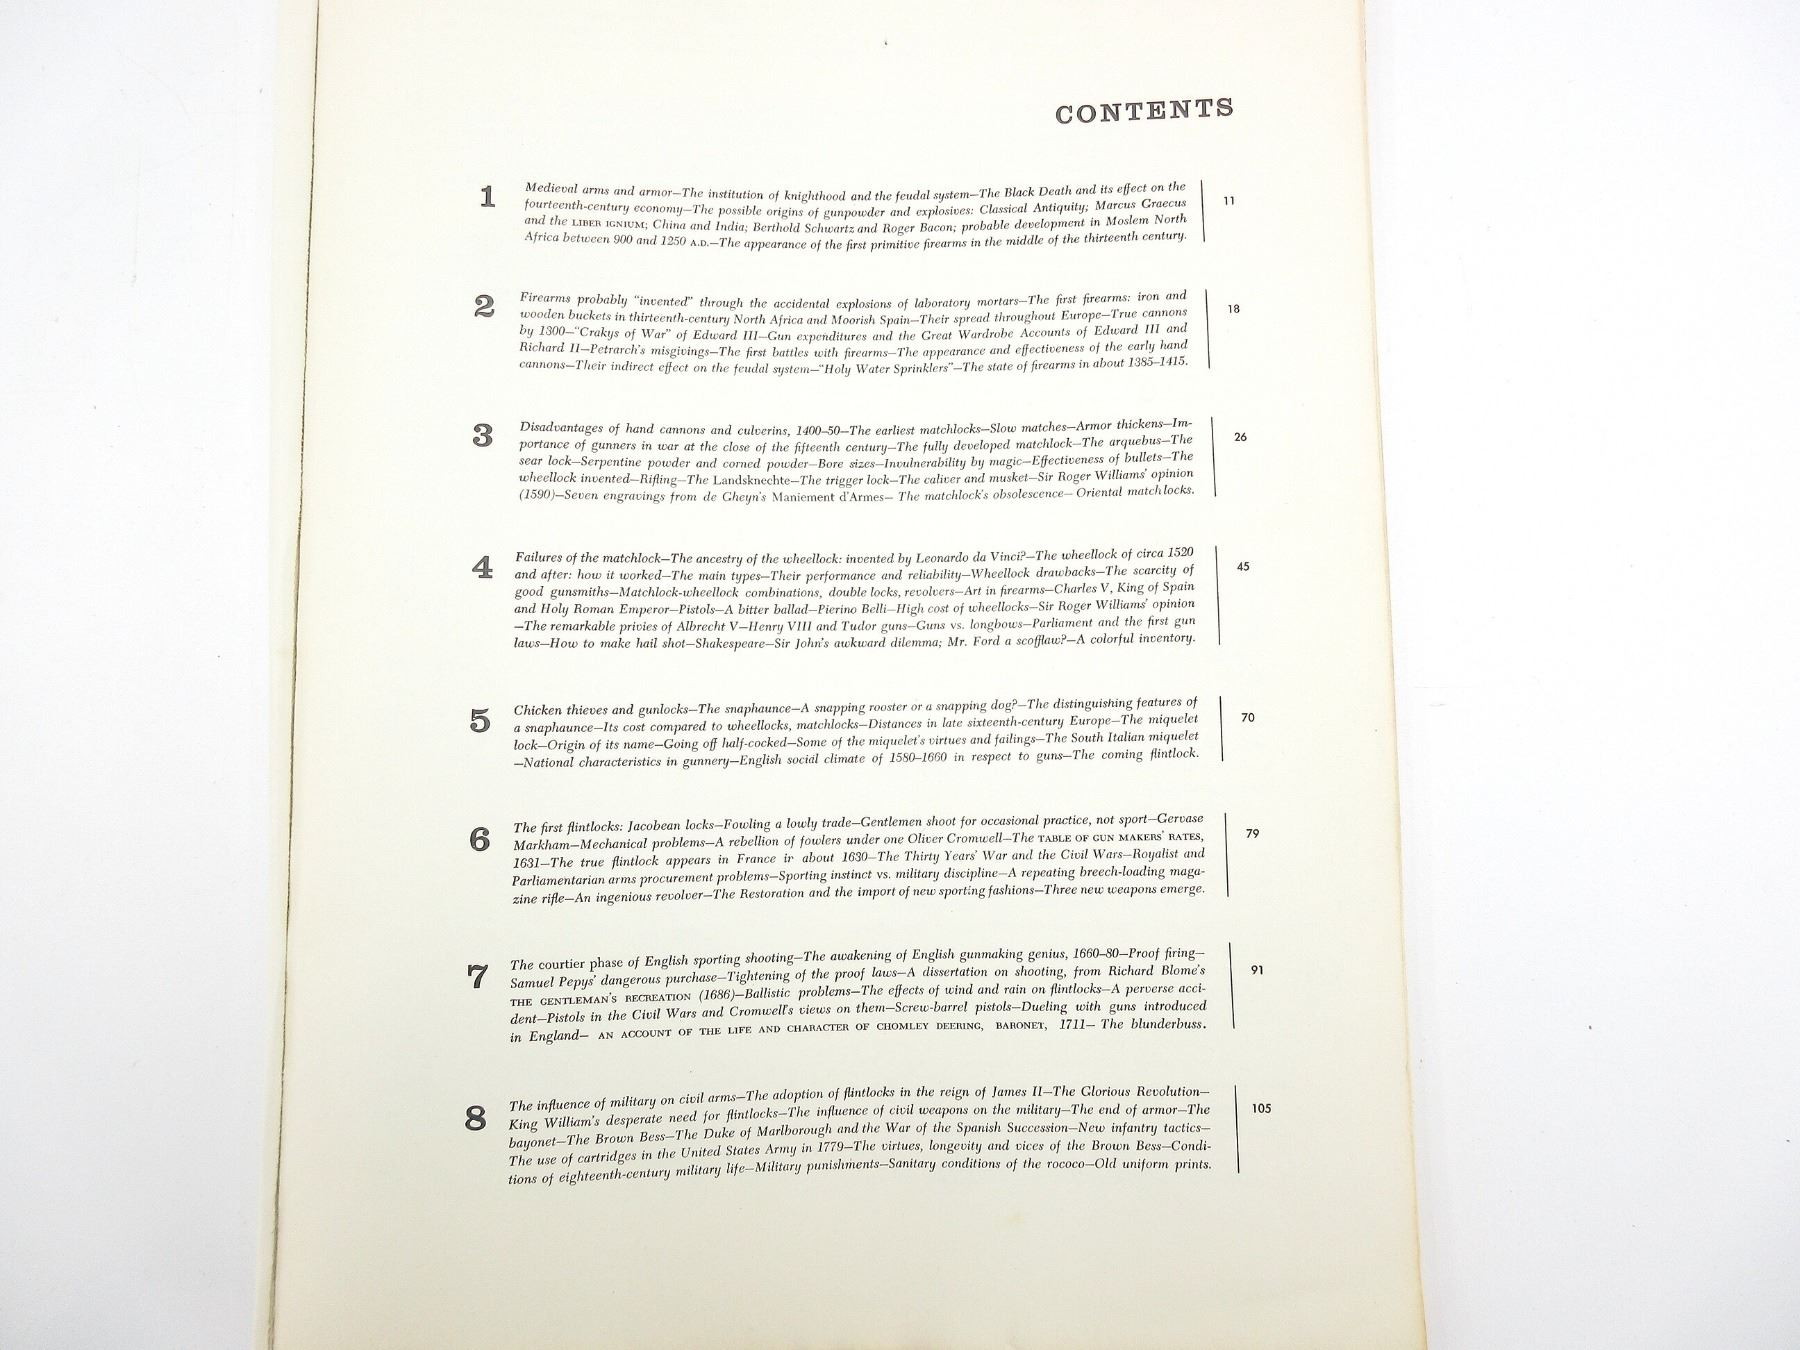 CONTENTS
1
Medieval arms and armor—The institution of knighthood and the feudal system—The Black Death and its effect on the
fourteenth-century economy—The possible origins of gunpowder and explosives: Classical Antiquity; Marcus Graecus
and the LIBER IGNIUM; China and India; Berthold Schwartz and Roger Bacon; probable development in Moslem North
Africa between 900 and 1250 A.D.—The appearance of the first primitive firearms in the middle of the thirteenth century.
11
2
Firearms probably "invented" through the accidental explosions of laboratory mortars—The first firearms: iron and
wooden buckets in thirteenth-century North Africa and Moorish Spain—Their spread throughout Europe—True cannons
by 1300—"Crakys of War" of Edward III—Gun expenditures and the Great Wardrobe Accounts of Edward III and
Richard II—Petrarch's misgivings—The first battles with firearms—The appearance and effectiveness of the early hand
cannons—Their indirect effect on the feudal system—"Holy Water Sprinklers"—The state of firearms in about 1385–1415.
18
3
Disadvantages of hand cannons and culverins, 1400–50—The earliest matchlocks—Slow matches—Armor thickens—Im-
portance of gunners in war at the close of the fifteenth century—The fully developed matchlock—The arquebus—The
sear lock—Serpentine powder and corned powder—Bore sizes—Invulnerability by magic—Effectiveness of bullets—The
wheellock invented—Rifling—The Landsknechte—The trigger lock—The caliver and musket—Sir Roger Williams' opinion
(1590)—Seven engravings from de Gheyn's Maniement d'Armes— The matchlock's obsolescence— Oriental matchlocks.
26
4
Failures of the matchlock—The ancestry of the wheellock: invented by Leonardo da Vinci?—The wheellock of circa 1520
and after: how it worked—The main types—Their performance and reliability—Wheellock drawbacks—The scarcity of
good gunsmiths—Matchlock-wheellock combinations, double locks, revolvers—Art in firearms—Charles V, King of Spain
and Holy Roman Emperor—Pistols—A bitter ballad—Pierino Belli—High cost of wheellocks—Sir Roger Williams' opinion
—The remarkable privies of Albrecht V—Henry VIII and Tudor guns—Guns vs. longbows—Parliament and the first gun
laws—How to make hail shot—Shakespeare—Sir John's awkward dilemma; Mr. Ford a scofflaw?—A colorful inventory.
45
5
Chicken thieves and gunlocks—The snaphaunce—A snapping rooster or a snapping dog?—The distinguishing features of
a snaphaunce—Its cost compared to wheellocks, matchlocks—Distances in late sixteenth-century Europe—The miquelet
lock—Origin of its name—Going off half-cocked—Some of the miquelet's virtues and failings—The South Italian miquelet
—National characteristics in gunnery—English social climate of 1580–1660 in respect to guns—The coming flintlock.
70
6
The first flintlocks: Jacobean locks—Fowling a lowly trade—Gentlemen shoot for occasional practice, not sport—Gervase
Markham—Mechanical problems—A rebellion of fowlers under one Oliver Cromwell—The TABLE OF GUN MAKERS' RATES,
1631—The true flintlock appears in France in about 1630—The Thirty Years' War and the Civil Wars—Royalist and
Parliamentarian arms procurement problems—Sporting instinct vs. military discipline—A repeating breech-loading maga-
zine rifle—An ingenious revolver—The Restoration and the import of new sporting fashions—Three new weapons emerge.
79
7
The courtier phase of English sporting shooting—The awakening of English gunmaking genius, 1660–80—Proof firing—
Samuel Pepys' dangerous purchase—Tightening of the proof laws—A dissertation on shooting, from Richard Blome's
THE GENTLEMAN'S RECREATION (1686)—Ballistic problems—The effects of wind and rain on flintlocks—A perverse acci-
dent—Pistols in the Civil Wars and Cromwell's views on them—Screw-barrel pistols—Dueling with guns introduced
in England— AN ACCOUNT OF THE LIFE AND CHARACTER OF CHOMLEY DEERING, BARONET, 1711— The blunderbuss.
91
8
The influence of military on civil arms—The adoption of flintlocks in the reign of James II—The Glorious Revolution—
King William's desperate need for flintlocks—The influence of civil weapons on the military—The end of armor—The
bayonet—The Brown Bess—The Duke of Marlborough and the War of the Spanish Succession—New infantry tactics—
The use of cartridges in the United States Army in 1779—The virtues, longevity and vices of the Brown Bess—Condi-
tions of eighteenth-century military life—Military punishments—Sanitary conditions of the rococo—Old uniform prints.
105